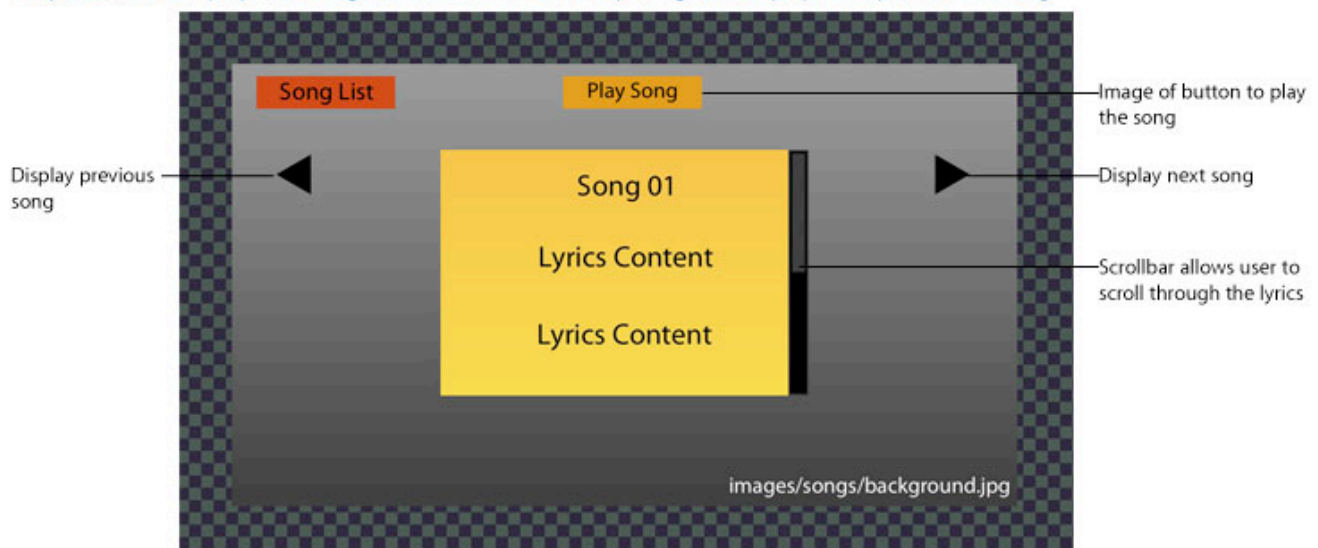 Song List
Play Song
Image of button to play
the song
Display previous
song
Song 01
Display next song
Lyrics Content
Scrollbar allows user to
scroll through the lyrics
Lyrics Content
images/songs/background.jpg